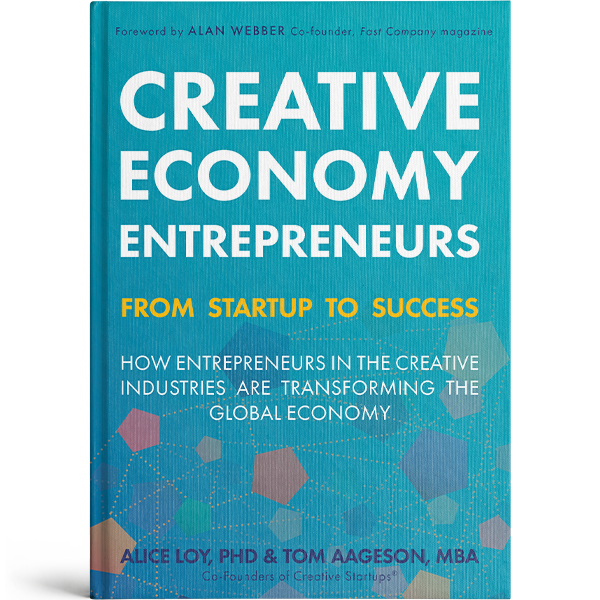 Foreword by ALAN WEBBER Co-founder, Fast Company magazine
CREATIVE
ECONOMY
ENTREPRENEURS
FROM STARTUP TO SUCCESS
HOW ENTREPRENEURS IN THE CREATIVE
INDUSTRIES ARE TRANSFORMING THE
GLOBAL ECONOMY
ALICE LOY, PHD & TOM AAGESON, MBA
Co-Founders of Creative Startups®